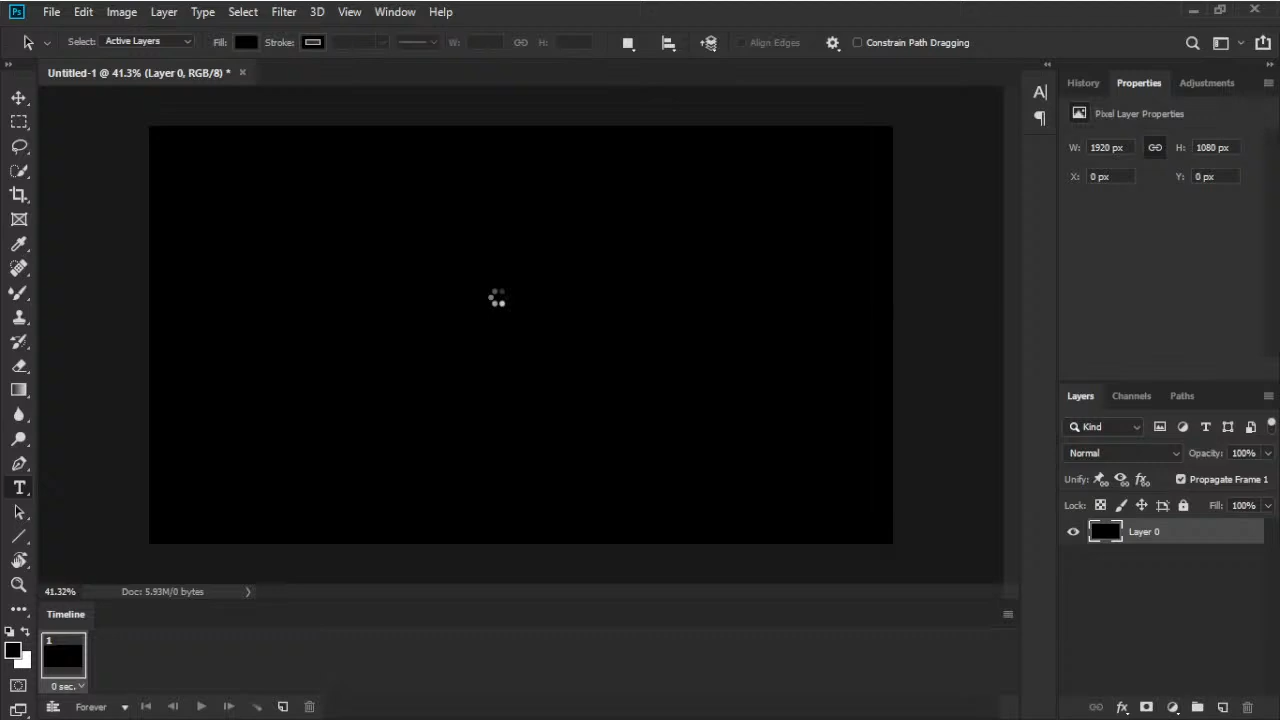 Ps File Edit Image Layer Type Select Filter 3D View Window Help
Select: Active Layers Fill: Stroke: W: H: Align Edges Constrain Path Dragging
Untitled-1 @ 41.3% (Layer 0, RGB/8) *
History Properties Adjustments
Pixel Layer Properties
W: 1920 px H: 1080 px
X: 0 px Y: 0 px
Layers Channels Paths
Kind
Normal Opacity: 100%
Unify: Propagate Frame 1
Lock: Fill: 100%
Layer 0
41.32% Doc: 5.93M/0 bytes
Timeline
1
0 sec.
Forever